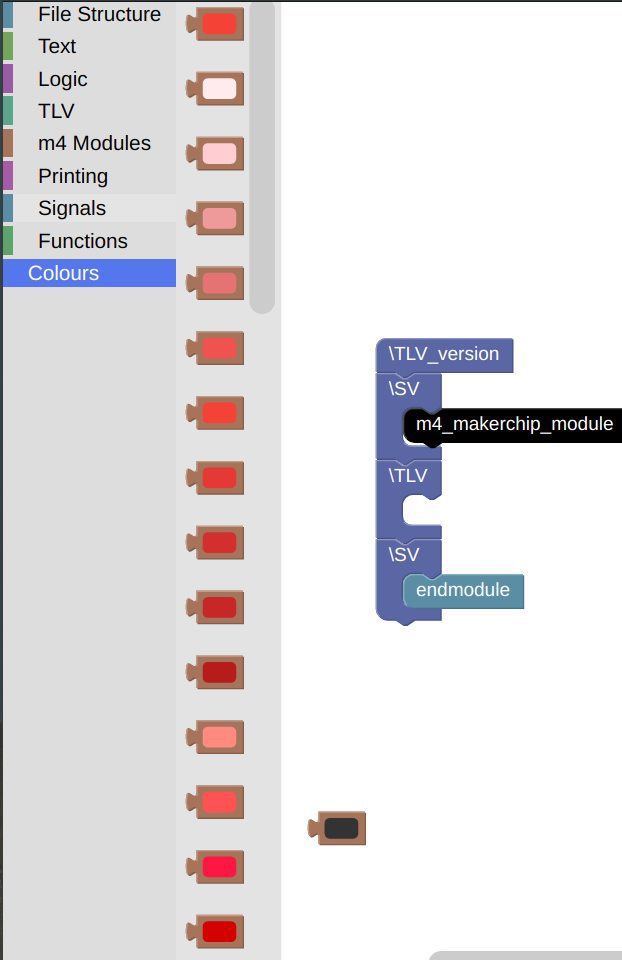 File Structure
Text
Logic
TLV
m4 Modules
Printing
Signals
Functions
Colours
\TLV_version
\SV
m4_makerchip_module
\TLV
\SV
endmodule